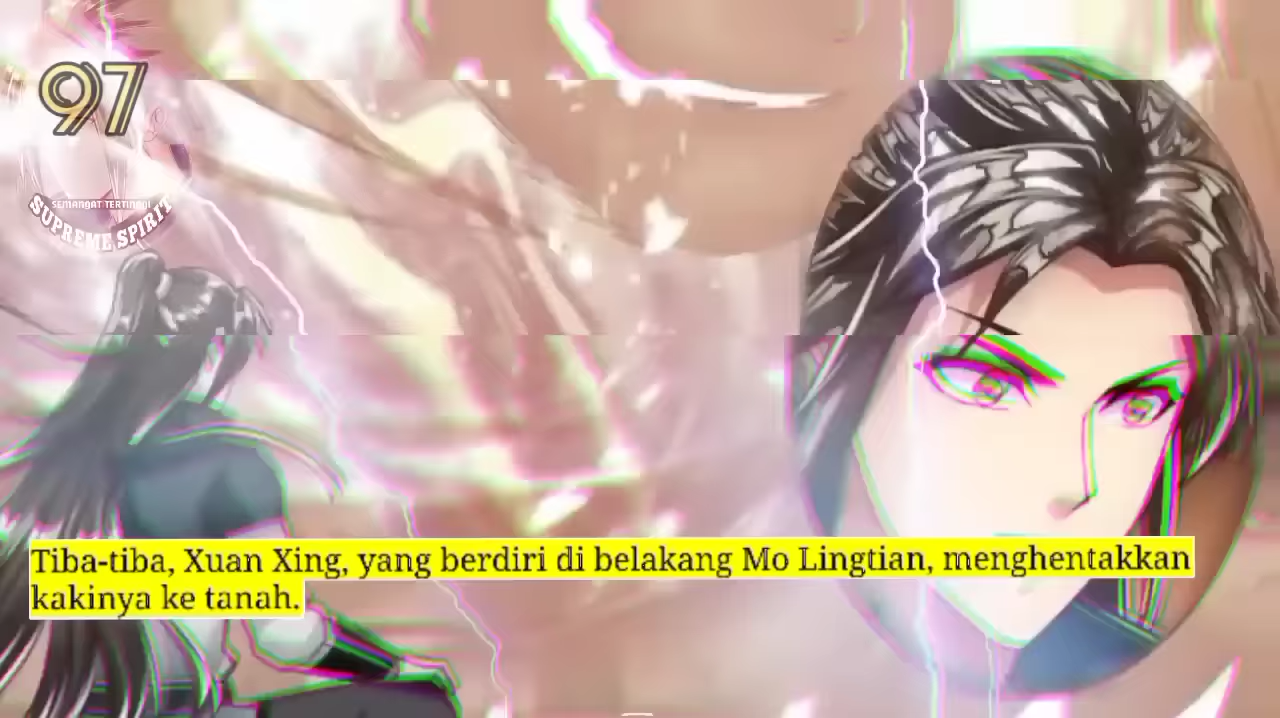 97
SEMANGAT TERTINGGI
SUPREME SPIRIT
Tiba-tiba, Xuan Xing, yang berdiri di belakang Mo Lingtian, menghentakkan
kakinya ke tanah.